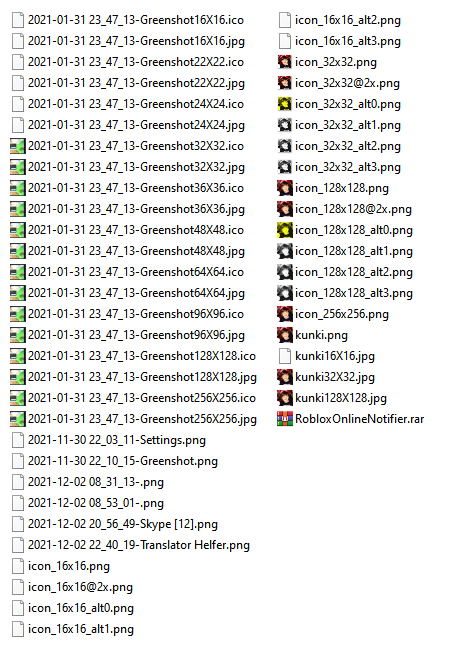 2021-01-31 23_47_13-Greenshot16X16.ico
2021-01-31 23_47_13-Greenshot16X16.jpg
2021-01-31 23_47_13-Greenshot22X22.ico
2021-01-31 23_47_13-Greenshot22X22.jpg
2021-01-31 23_47_13-Greenshot24X24.ico
2021-01-31 23_47_13-Greenshot24X24.jpg
2021-01-31 23_47_13-Greenshot32X32.ico
2021-01-31 23_47_13-Greenshot32X32.jpg
2021-01-31 23_47_13-Greenshot36X36.ico
2021-01-31 23_47_13-Greenshot36X36.jpg
2021-01-31 23_47_13-Greenshot48X48.ico
2021-01-31 23_47_13-Greenshot48X48.jpg
2021-01-31 23_47_13-Greenshot64X64.ico
2021-01-31 23_47_13-Greenshot64X64.jpg
2021-01-31 23_47_13-Greenshot96X96.ico
2021-01-31 23_47_13-Greenshot96X96.jpg
2021-01-31 23_47_13-Greenshot128X128.ico
2021-01-31 23_47_13-Greenshot128X128.jpg
2021-01-31 23_47_13-Greenshot256X256.ico
2021-01-31 23_47_13-Greenshot256X256.jpg
2021-11-30 22_03_11-Settings.png
2021-11-30 22_10_15-Greenshot.png
2021-12-02 08_31_13-.png
2021-12-02 08_53_01-.png
2021-12-02 20_56_49-Skype [12].png
2021-12-02 22_40_19-Translator Helfer.png
icon_16x16.png
icon_16x16@2x.png
icon_16x16_alt0.png
icon_16x16_alt1.png
icon_16x16_alt2.png
icon_16x16_alt3.png
icon_32x32.png
icon_32x32@2x.png
icon_32x32_alt0.png
icon_32x32_alt1.png
icon_32x32_alt2.png
icon_32x32_alt3.png
icon_128x128.png
icon_128x128@2x.png
icon_128x128_alt0.png
icon_128x128_alt1.png
icon_128x128_alt2.png
icon_128x128_alt3.png
icon_256x256.png
kunki.png
kunki16X16.jpg
kunki32X32.jpg
kunki128X128.jpg
RobloxOnlineNotifier.rar